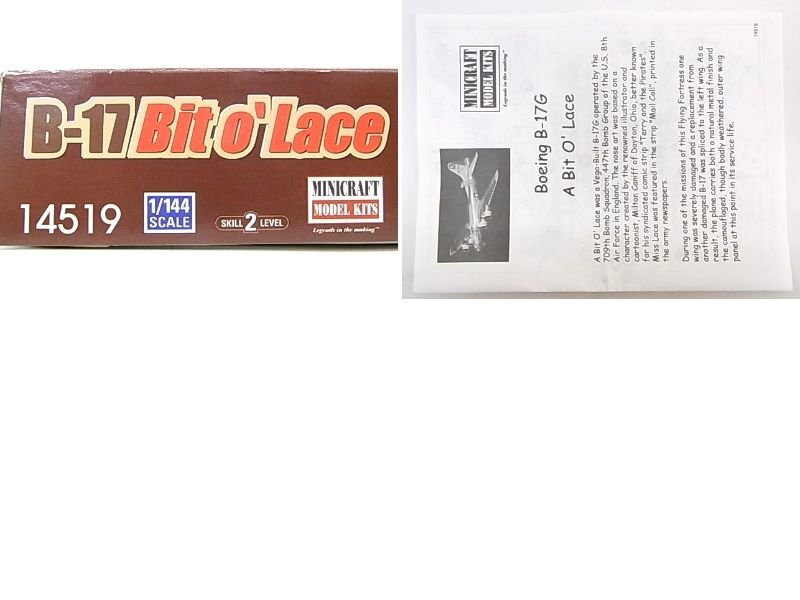 B-17 Bit o' Lace
14519
1/144
SCALE
SKILL 2 LEVEL
MINICRAFT
MODEL KITS
Legends in the making™
MINICRAFT
MODEL KITS
Legends in the making™
Boeing B-17G
A Bit O' Lace
A Bit O' Lace was a Vega-Built B-17G operated by the
709th Bomb Squadron, 447th Bomb Group of the U.S. 8th
Air Force in England. The nose art was based on a
character created by the renowned illustrator and
cartoonist, Milton Caniff of Dayton, Ohio, better known
for his syndicated comic strip "Terry and the Pirates".
Miss Lace was featured in the strip "Mail Call", printed in
the army newspapers.
During one of the missions of this Flying Fortress one
wing was severely damaged and a replacement from
another damaged B-17 was spliced to the left wing. As a
result, the plane carries both a natural metal finish and
the camouflaged, though badly weathered, outer wing
panel at this point in its service life.
14519